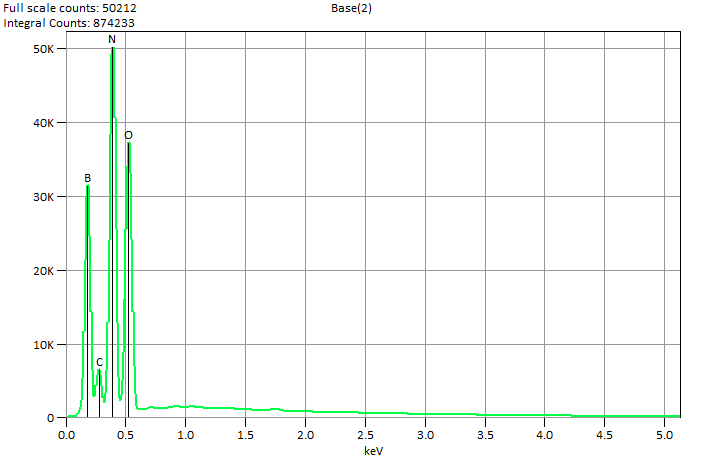 Full scale counts: 50212
Base(2)
Integral Counts: 874233
N
50K
40K
O
B
30K
20K
10K
C
0
0.0 0.5 1.0 1.5 2.0 2.5 3.0 3.5 4.0 4.5 5.0
keV